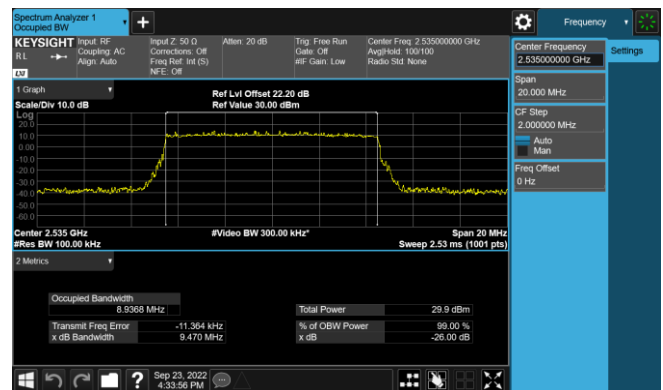 Spectrum Analyzer 1
Occupied BW
Frequency
KEYSIGHT
Input: RF
Coupling: AC
Align: Auto
R L
LXI
Input Z: 50 Ω
Corrections: Off
Freq Ref: Int (S)
NFE: Off
Atten: 20 dB
Trig: Free Run
Gate: Off
#IF Gain: Low
Center Freq: 2.535000000 GHz
Avg|Hold: 100/100
Radio Std: None
Center Frequency
2.535000000 GHz
Settings
Span
20.000 MHz
CF Step
2.000000 MHz
Auto
Man
Freq Offset
0 Hz
1 Graph
Scale/Div 10.0 dB
Ref Lvl Offset 22.20 dB
Ref Value 30.00 dBm
Log
20.0
10.0
0.00
-10.0
-20.0
-30.0
-40.0
-50.0
-60.0
Center 2.535 GHz
#Res BW 100.00 kHz
#Video BW 300.00 kHz*
Span 20 MHz
Sweep 2.53 ms (1001 pts)
2 Metrics
Occupied Bandwidth
8.9368 MHz
Total Power 29.9 dBm
Transmit Freq Error -11.364 kHz
% of OBW Power 99.00 %
x dB Bandwidth 9.470 MHz
x dB -26.00 dB
?
Sep 23, 2022
4:33:56 PM